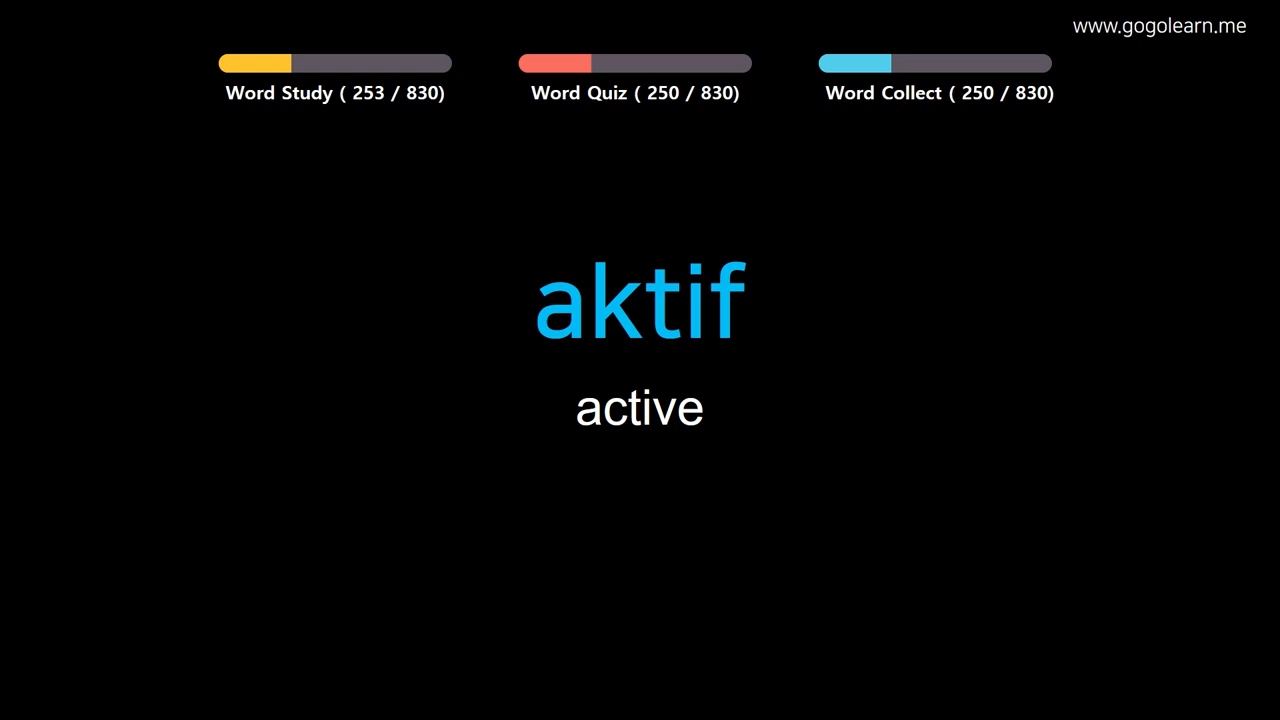 www.gogolearn.me
Word Study ( 253 / 830)
Word Quiz ( 250 / 830)
Word Collect ( 250 / 830)
aktif
active